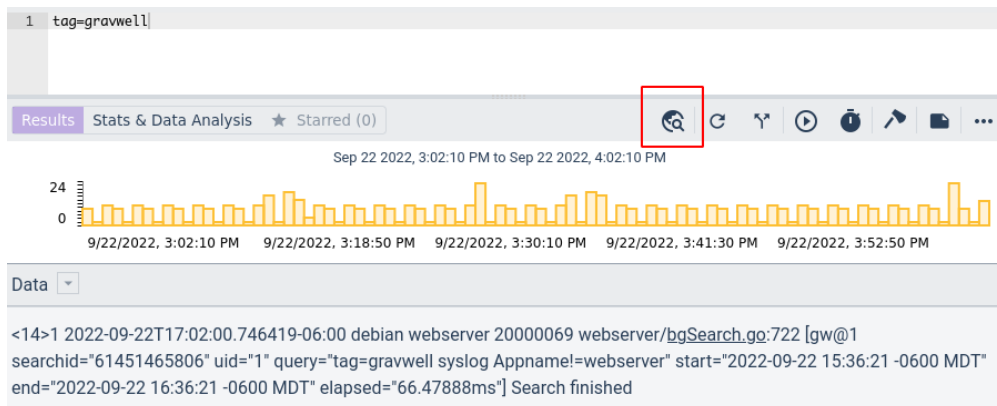 1 tag=gravwell
Results Stats & Data Analysis Starred (0)
Sep 22 2022, 3:02:10 PM to Sep 22 2022, 4:02:10 PM
24
0
9/22/2022, 3:02:10 PM 9/22/2022, 3:18:50 PM 9/22/2022, 3:30:10 PM 9/22/2022, 3:41:30 PM 9/22/2022, 3:52:50 PM
Data
<14>1 2022-09-22T17:02:00.746419-06:00 debian webserver 20000069 webserver/bgSearch.go:722 [gw@1
searchid="61451465806" uid="1" query="tag=gravwell syslog Appname!=webserver" start="2022-09-22 15:36:21 -0600 MDT"
end="2022-09-22 16:36:21 -0600 MDT" elapsed="66.47888ms"] Search finished